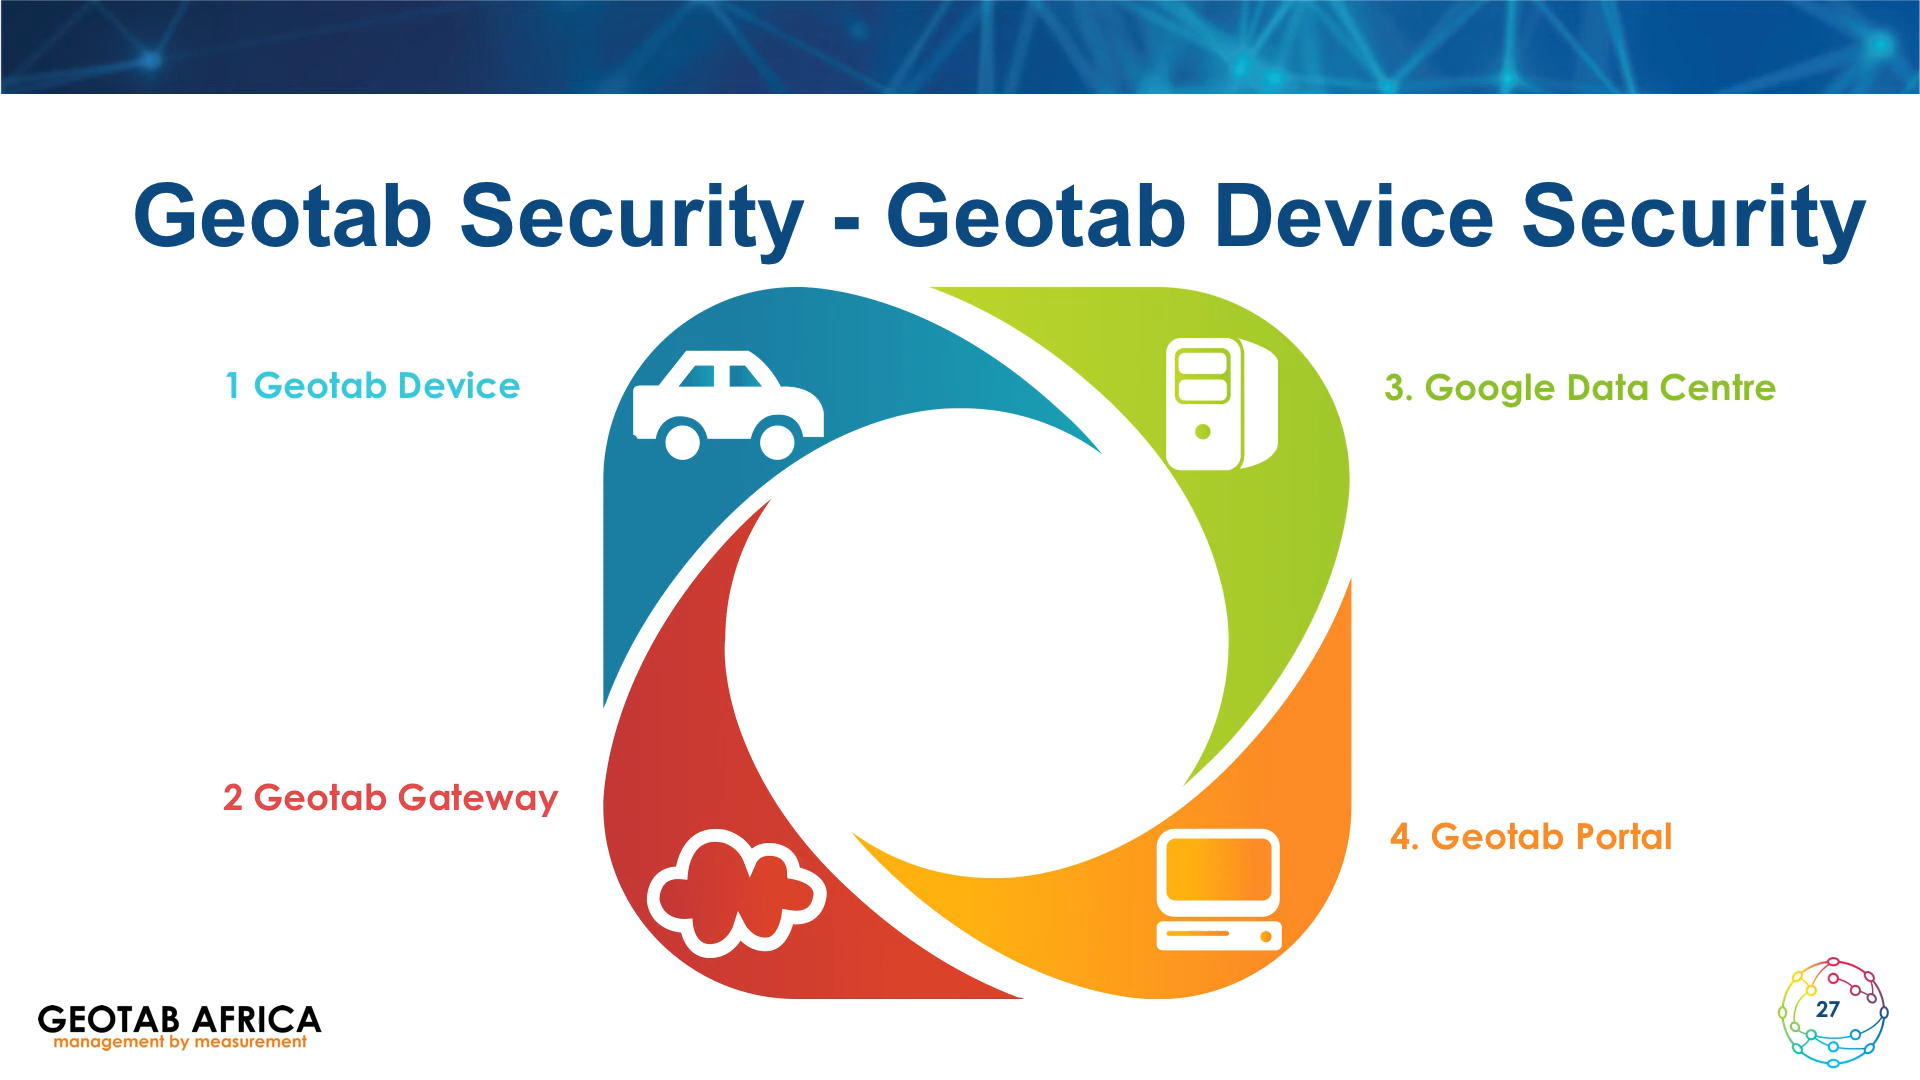 Geotab Security - Geotab Device Security
1 Geotab Device
3. Google Data Centre
2 Geotab Gateway
4. Geotab Portal
GEOTAB AFRICA
management by measurement
27